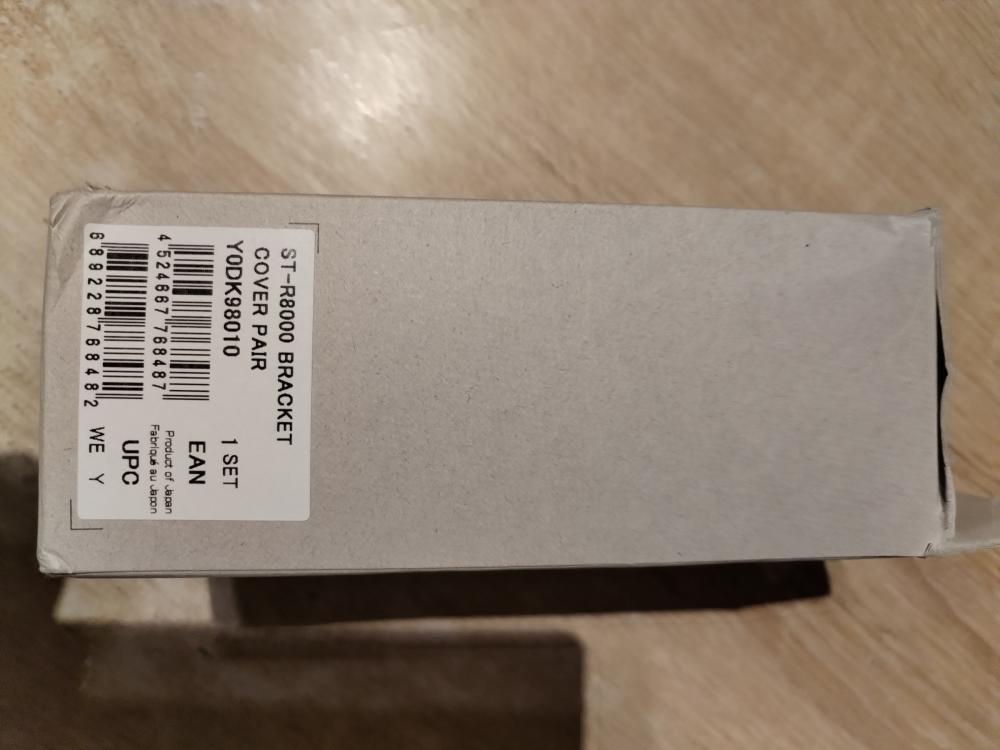 ST-R8000 BRACKET
COVER PAIR
Y0DK98010
1 SET
4 524667 768487
EAN
Product of Japan
Fabriqué au Japon
6 89228 76848 2
UPC
WE Y